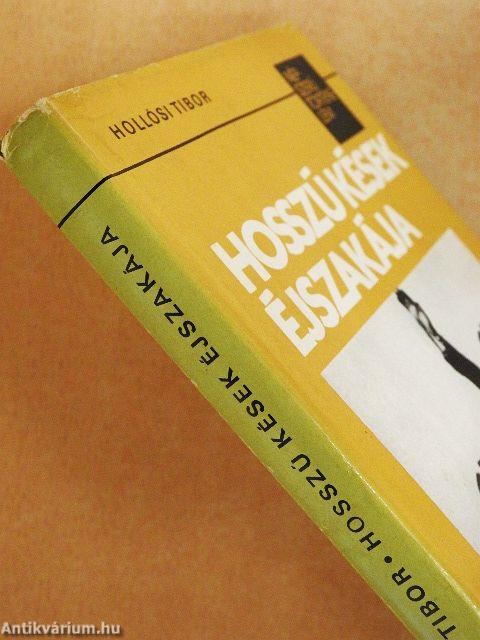 HOLLÓSI TIBOR
HOSSZÚ KÉSEK
ÉJSZAKÁJA
TIBOR • HOSSZÚ KÉSEK ÉJSZAKÁJA
Antikvárium.hu